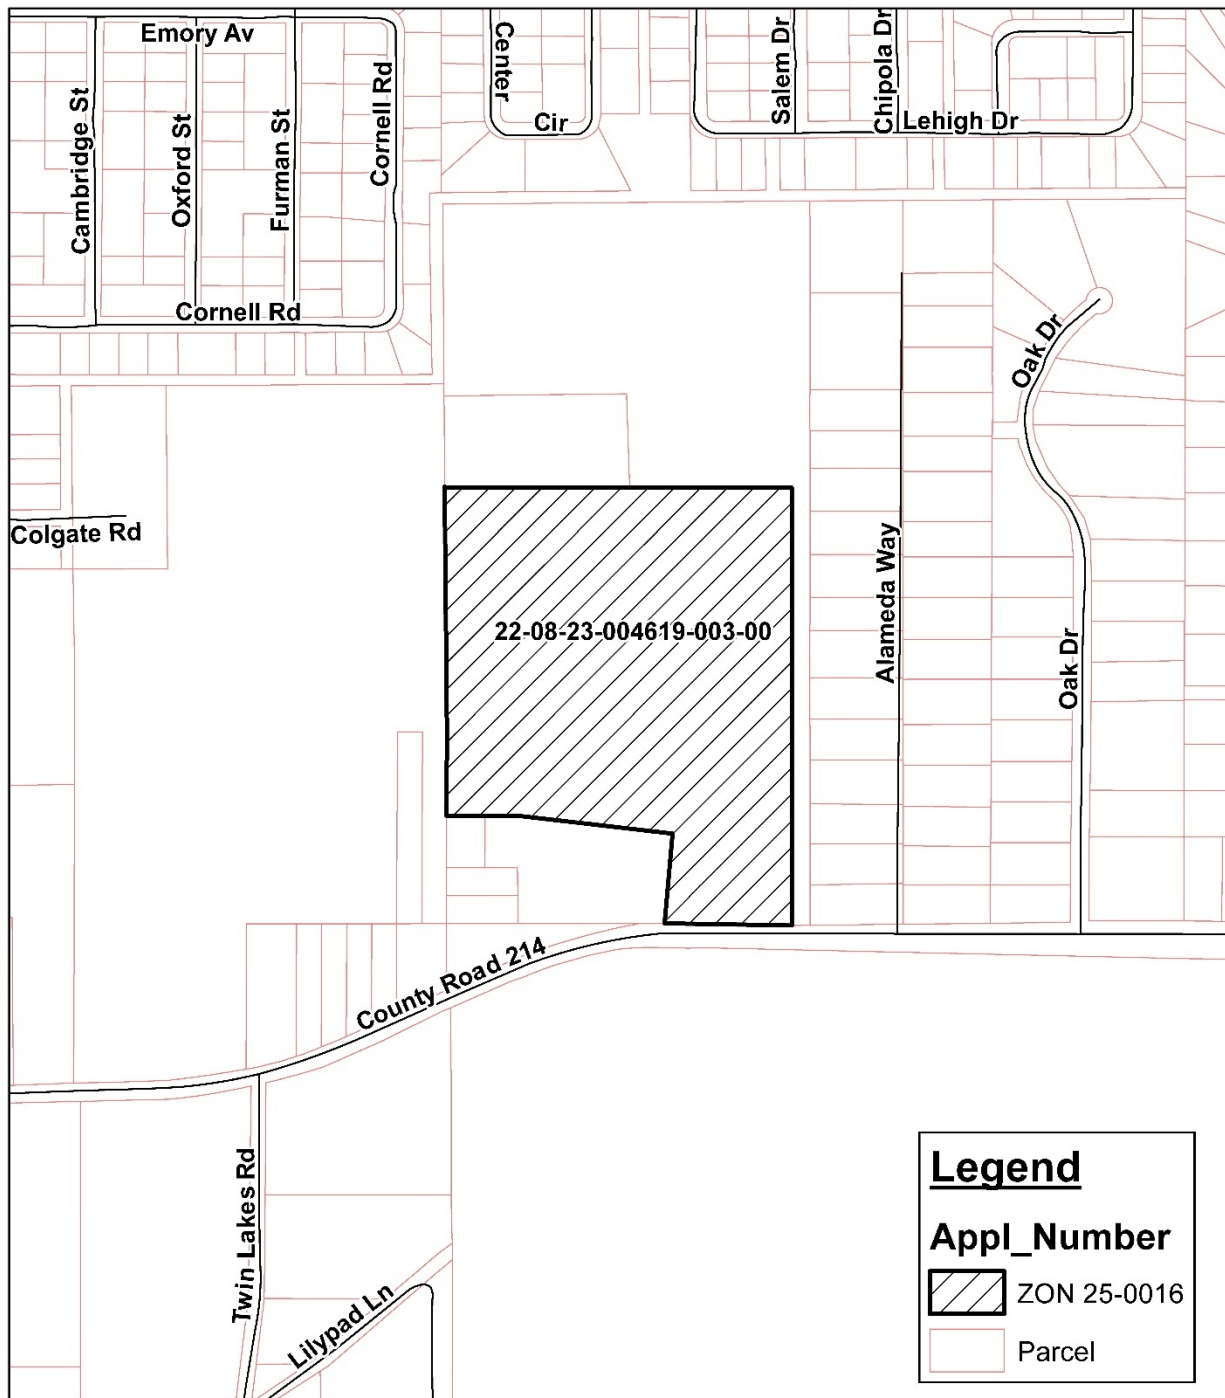 Emory Av
Center
Cir
Salem Dr
Chipola Dr
Lehigh Dr
Cambridge St
Oxford St
Furman St
Cornell Rd
Cornell Rd
Oak Dr
Colgate Rd
22-08-23-004619-003-00
Alameda Way
Oak Dr
County Road 214
Twin Lakes Rd
Lilypad Ln
Legend
Appl_Number
ZON 25-0016
Parcel